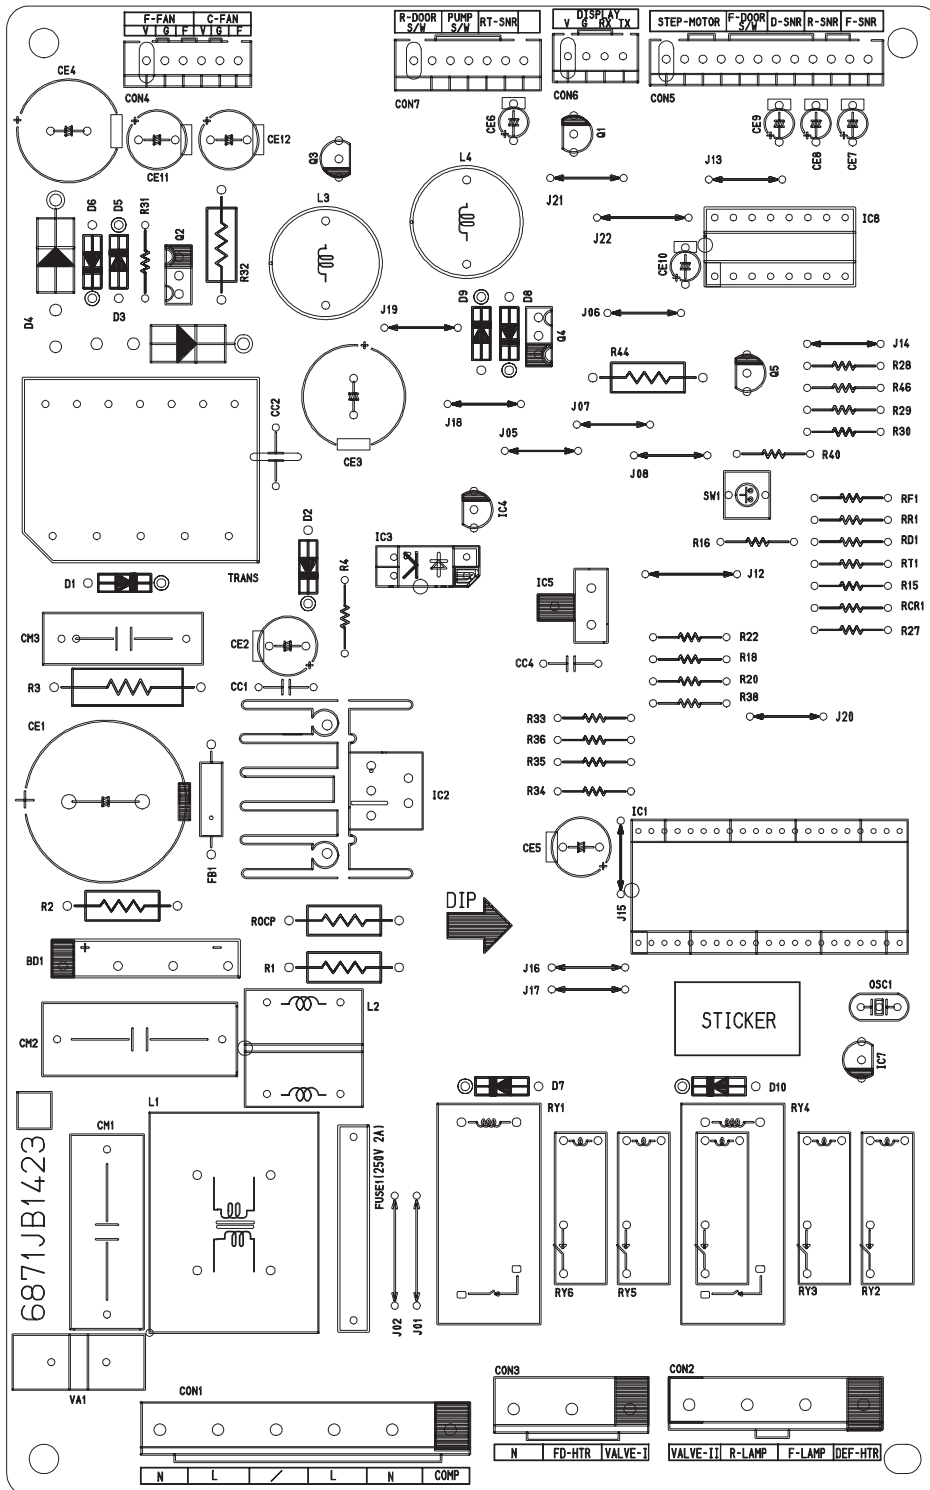 F-FAN C-FAN
V G F V G F
CON4
R-DOOR S/W PUMP S/W RT-SNR
CON7
DISPLAY
V G RX TX
CON6
STEP-MOTOR F-DOOR S/W D-SNR R-SNR F-SNR
CON5
CE4
CE11
CE12
Q3
L3
L4
CE6
Q1
CE9
CE8
CE7
J21
J13
J22
IC8
CE10
D6
D5
R31
Q2
R32
D4
D3
J19
D9
D8
Q4
J06
R44
Q5
J14
R28
R46
R29
R30
R40
CC2
CE3
J18
J07
J05
J08
SW1
RF1
RR1
RD1
RT1
R15
RCR1
R27
R16
IC4
TRANS
D2
D1
R4
IC3
IC5
J12
CM3
CE2
CC1
CC4
R22
R18
R20
R38
R3
J20
CE1
R33
R36
R35
R34
IC2
IC1
CE5
FB1
J15
R2
ROCP
DIP
BD1
R1
J16
J17
STICKER
OSC1
CM2
L2
IC7
D7
D10
L1
RY1
RY4
CM1
FUSE1(250V 2A)
6871JB1423
J02
J01
RY6
RY5
RY3
RY2
VA1
CON1
N L / L N COMP
CON3
N FD-HTR VALVE-I
CON2
VALVE-II R-LAMP F-LAMP DEF-HTR